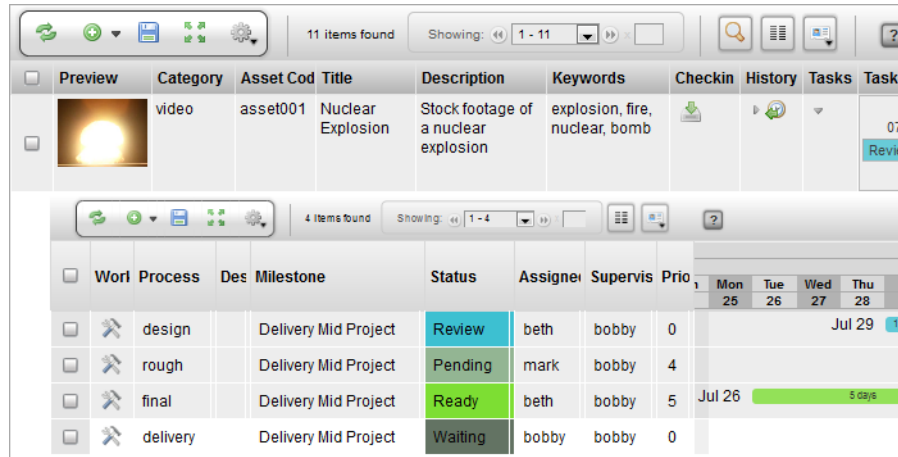 11 items found Showing: 1 - 11 x ?
Preview Category Asset Cod Title Description Keywords Checkin History Tasks Task
video asset001 Nuclear Explosion Stock footage of a nuclear explosion explosion, fire, nuclear, bomb
07
Revie
4 items found Showing: 1 - 4 x ?
Work Process Des Milestone Status Assigned Supervis Prio
Mon Tue Wed Thu
25 26 27 28
design Delivery Mid Project Review beth bobby 0 Jul 29 1
rough Delivery Mid Project Pending mark bobby 4
final Delivery Mid Project Ready beth bobby 5 Jul 26 5 days
delivery Delivery Mid Project Waiting bobby bobby 0